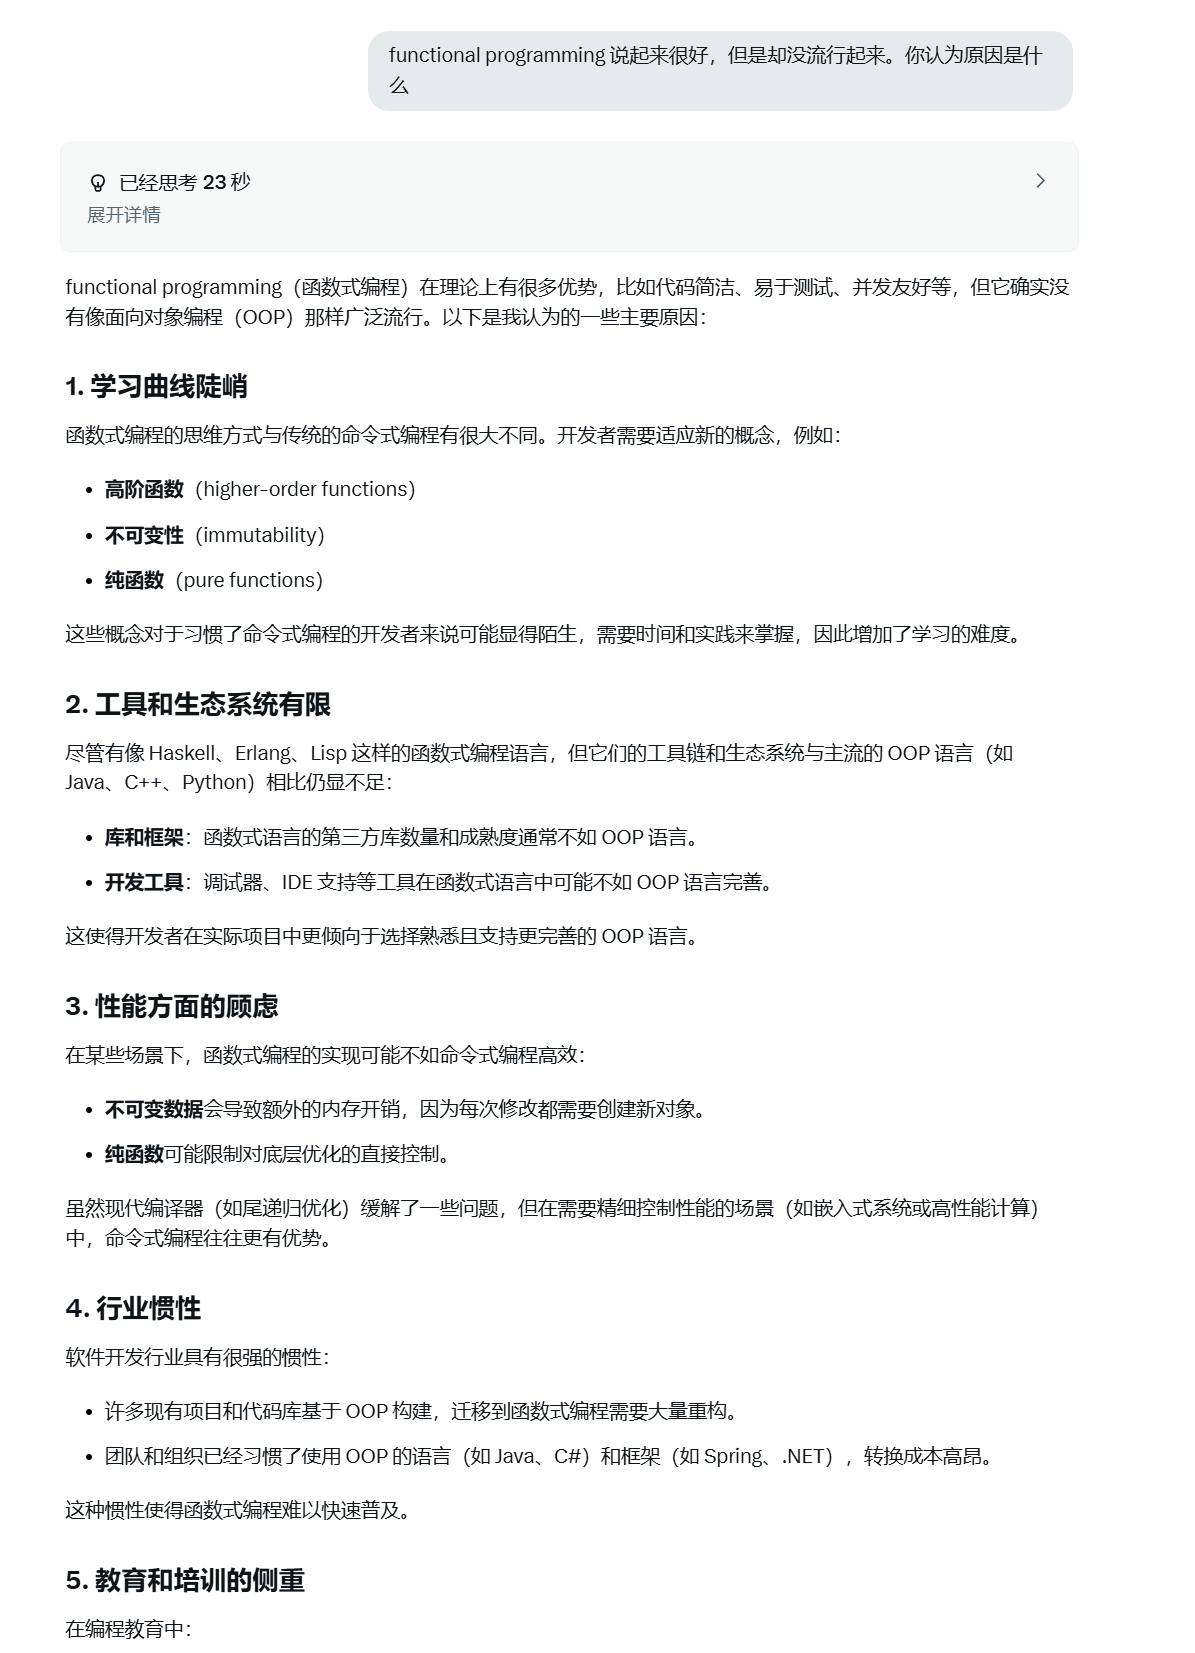 functional programming 说起来很好，但是却没流行起来。你认为原因是什
么
已经思考 23 秒
展开详情
functional programming（函数式编程）在理论上有很多优势，比如代码简洁、易于测试、并发友好等，但它确实没
有像面向对象编程（OOP）那样广泛流行。以下是我认为的一些主要原因：
1. 学习曲线陡峭
函数式编程的思维方式与传统的命令式编程有很大不同。开发者需要适应新的概念，例如：
• 高阶函数（higher-order functions）
• 不可变性（immutability）
• 纯函数（pure functions）
这些概念对于习惯了命令式编程的开发者来说可能显得陌生，需要时间和实践来掌握，因此增加了学习的难度。
2. 工具和生态系统有限
尽管有像 Haskell、Erlang、Lisp 这样的函数式编程语言，但它们的工具链和生态系统与主流的 OOP 语言（如
Java、C++、Python）相比仍显不足：
• 库和框架：函数式语言的第三方库数量和成熟度通常不如 OOP 语言。
• 开发工具：调试器、IDE 支持等工具在函数式语言中可能不如 OOP 语言完善。
这使得开发者在实际项目中更倾向于选择熟悉且支持更完善的 OOP 语言。
3. 性能方面的顾虑
在某些场景下，函数式编程的实现可能不如命令式编程高效：
• 不可变数据会导致额外的内存开销，因为每次修改都需要创建新对象。
• 纯函数可能限制对底层优化的直接控制。
虽然现代编译器（如尾递归优化）缓解了一些问题，但在需要精细控制性能的场景（如嵌入式系统或高性能计算）
中，命令式编程往往更有优势。
4. 行业惯性
软件开发行业具有很强的惯性：
• 许多现有项目和代码库基于 OOP 构建，迁移到函数式编程需要大量重构。
• 团队和组织已经习惯了使用 OOP 的语言（如 Java、C#）和框架（如 Spring、.NET），转换成本高昂。
这种惯性使得函数式编程难以快速普及。
5. 教育和培训的侧重
在编程教育中：